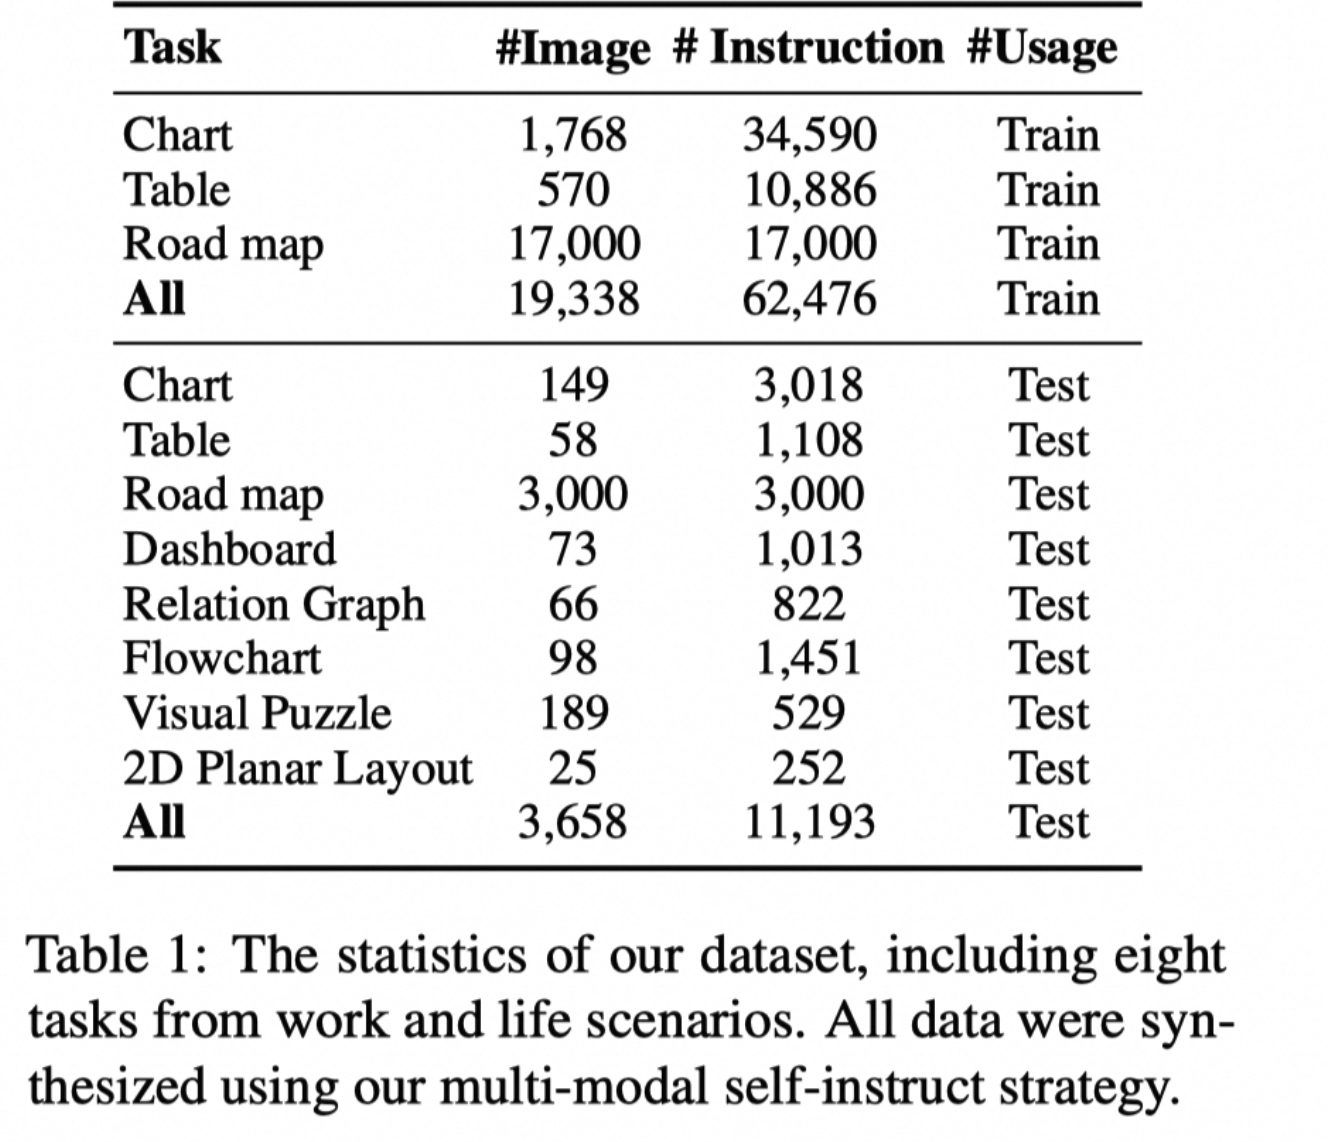 Task #Image # Instruction #Usage
Chart 1,768 34,590 Train
Table 570 10,886 Train
Road map 17,000 17,000 Train
All 19,338 62,476 Train
Chart 149 3,018 Test
Table 58 1,108 Test
Road map 3,000 3,000 Test
Dashboard 73 1,013 Test
Relation Graph 66 822 Test
Flowchart 98 1,451 Test
Visual Puzzle 189 529 Test
2D Planar Layout 25 252 Test
All 3,658 11,193 Test
Table 1: The statistics of our dataset, including eight
tasks from work and life scenarios. All data were syn-
thesized using our multi-modal self-instruct strategy.